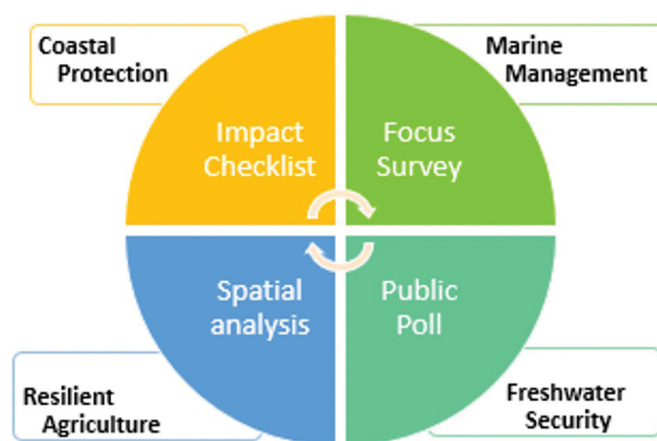 Coastal
Protection
Marine
Management
Impact
Checklist
Focus
Survey
Spatial
analysis
Public
Poll
Resilient
Agriculture
Freshwater
Security